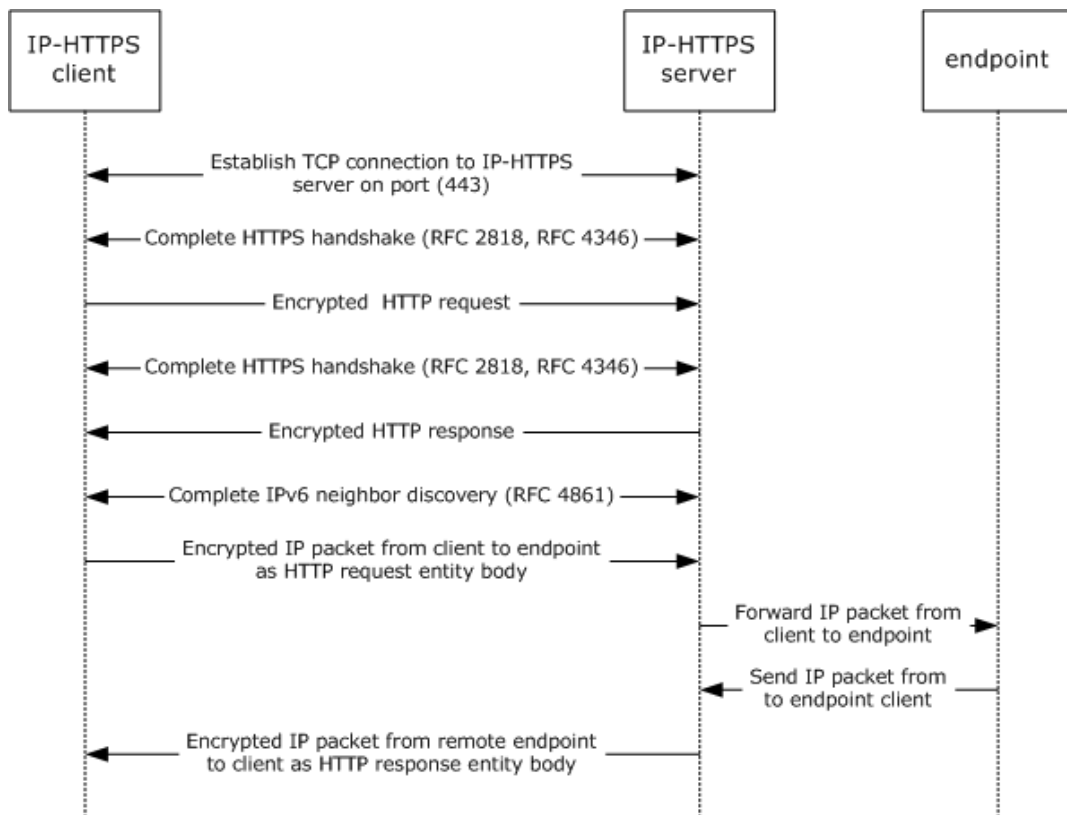 IP-HTTPS
client
IP-HTTPS
server
endpoint
Establish TCP connection to IP-HTTPS
server on port (443)
Complete HTTPS handshake (RFC 2818, RFC 4346)
Encrypted  HTTP request
Complete HTTPS handshake (RFC 2818, RFC 4346)
Encrypted HTTP response
Complete IPv6 neighbor discovery (RFC 4861)
Encrypted IP packet from client to endpoint
as HTTP request entity body
Forward IP packet from
client to endpoint
Send IP packet from
to endpoint client
Encrypted IP packet from remote endpoint
to client as HTTP response entity body